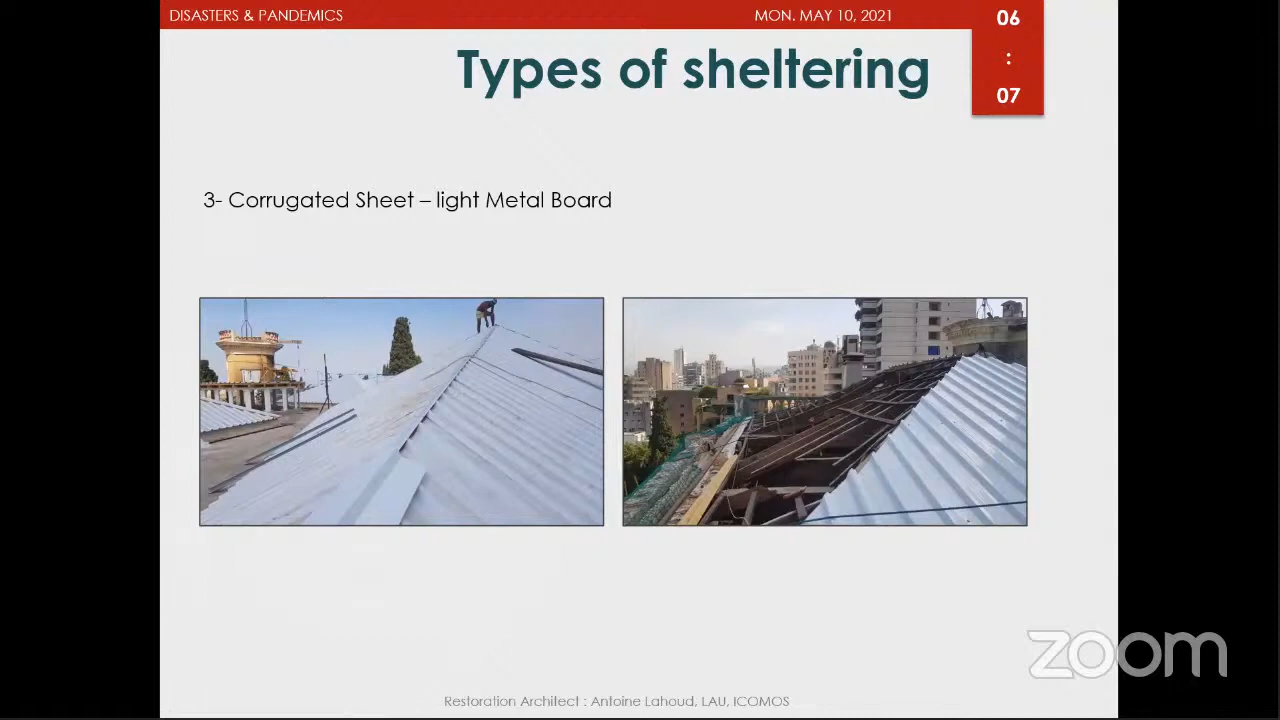 DISASTERS & PANDEMICS
MON. MAY 10, 2021
06
:
07
Types of sheltering
3- Corrugated Sheet – light Metal Board
zoom
Restoration Architect : Antoine Lahoud, LAU, ICOMOS